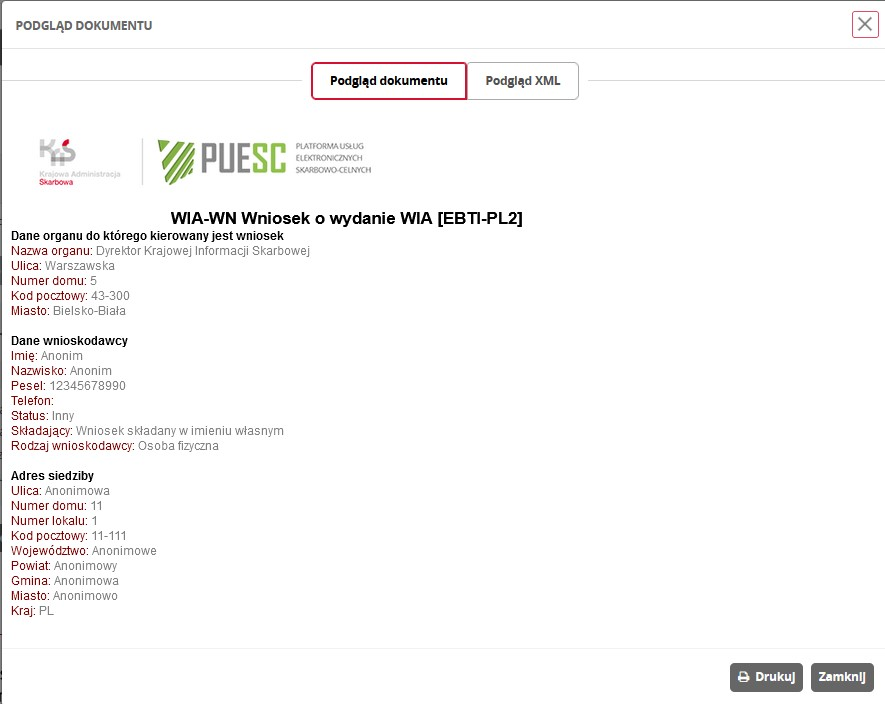 PODGLĄD DOKUMENTU
Podgląd dokumentu
Podgląd XML
KAS
Krajowa Administracja
Skarbowa
PUESC
PLATFORMA USŁUG
ELEKTRONICZNYCH
SKARBOWO-CELNYCH
WIA-WN Wniosek o wydanie WIA [EBTI-PL2]
Dane organu do którego kierowany jest wniosek
Nazwa organu: Dyrektor Krajowej Informacji Skarbowej
Ulica: Warszawska
Numer domu: 5
Kod pocztowy: 43-300
Miasto: Bielsko-Biała
Dane wnioskodawcy
Imię: Anonim
Nazwisko: Anonim
Pesel: 12345678990
Telefon:
Status: Inny
Składający: Wniosek składany w imieniu własnym
Rodzaj wnioskodawcy: Osoba fizyczna
Adres siedziby
Ulica: Anonimowa
Numer domu: 11
Numer lokalu: 1
Kod pocztowy: 11-111
Województwo: Anonimowe
Powiat: Anonimowy
Gmina: Anonimowa
Miasto: Anonimowo
Kraj: PL
Drukuj
Zamknij